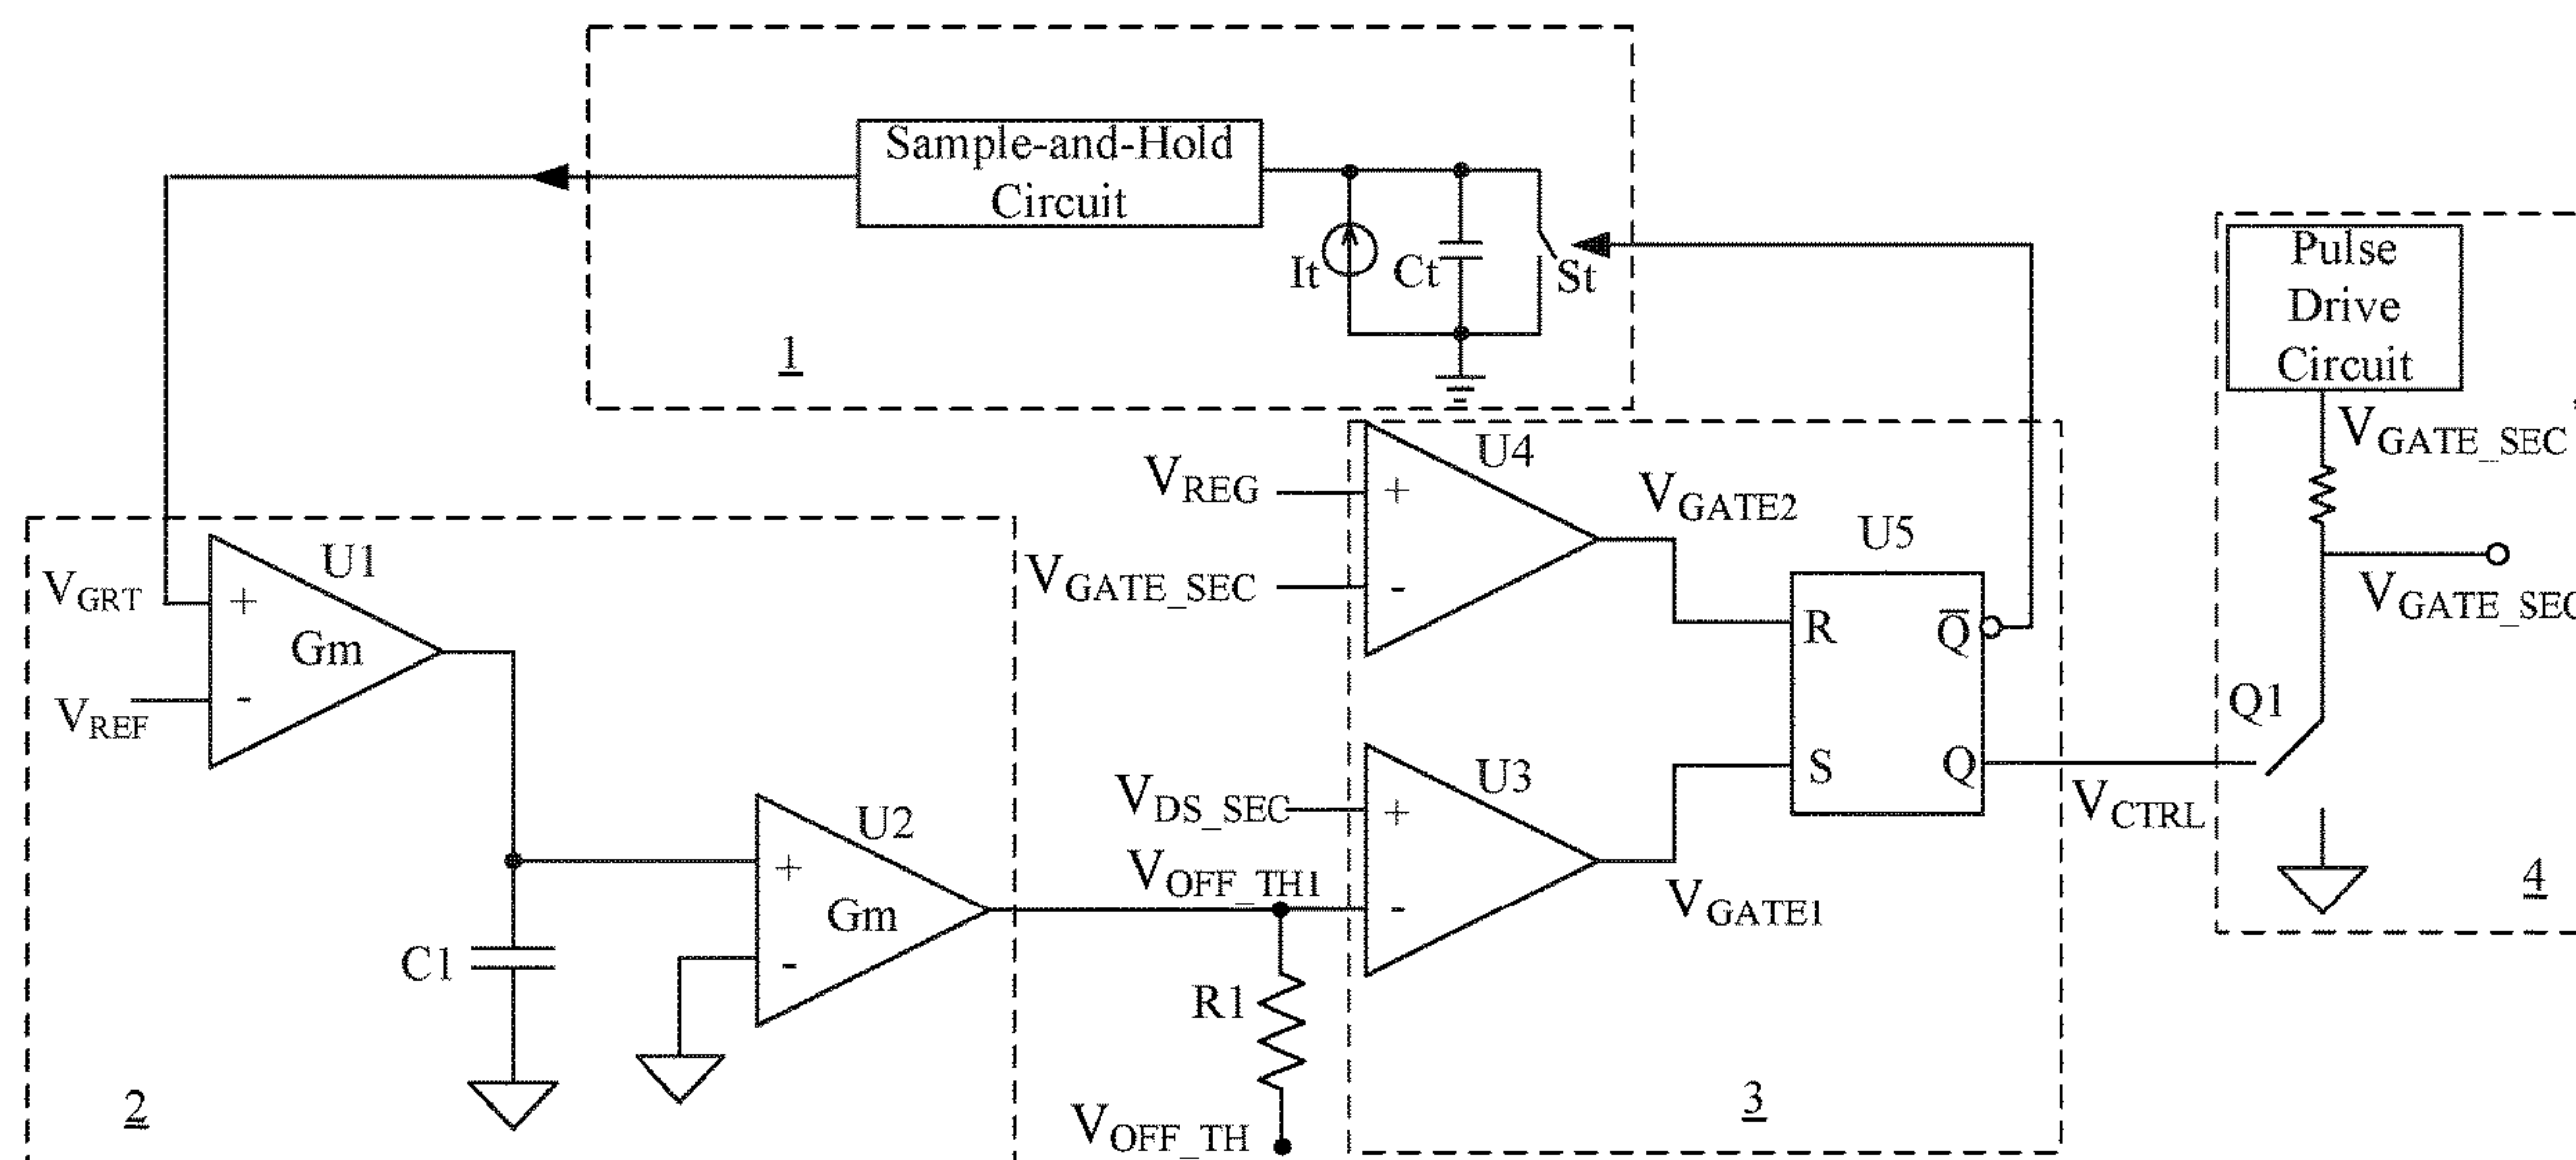 Sample-and-Hold
Circuit
It
Ct
St
1
Pulse
Drive
Circuit
VGATE_SEC
VGATE_SEC
Q1
4
VREG
VGATE_SEC
+
-
U4
VGATE2
U5
R
Q̅
S
Q
VCTRL
VGRT
VREF
+
-
U1
Gm
C1
+
-
U2
Gm
2
VDS_SEC
VOFF_TH1
+
-
U3
VGATE1
R1
VOFF_TH
3